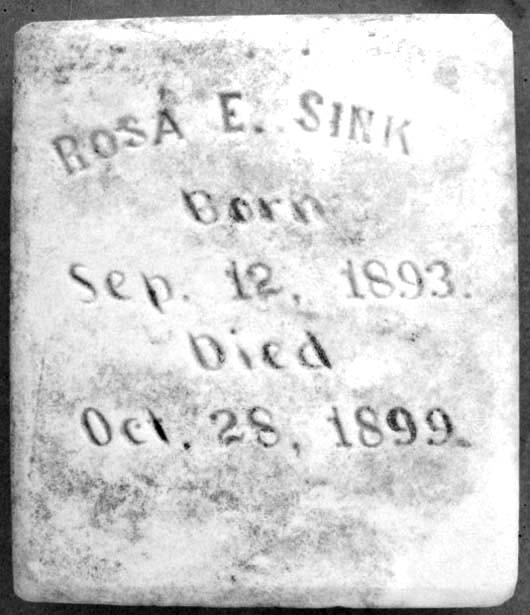 ROSA E. SINK
Born
Sep. 12, 1893.
Died
Oct. 28, 1899.